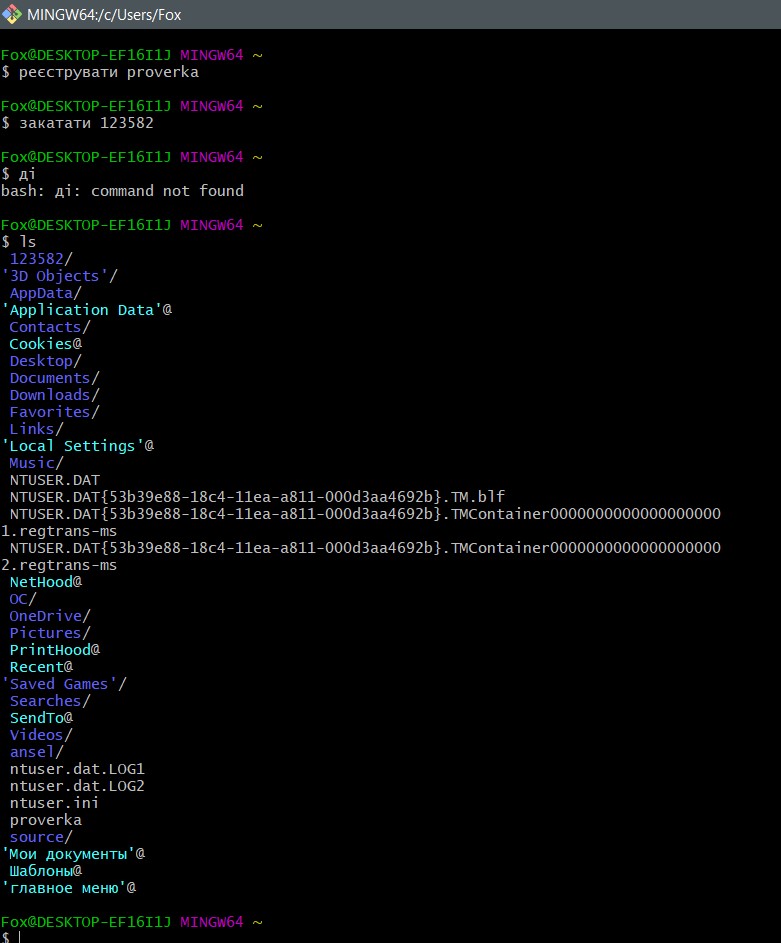 MINGW64:/c/Users/Fox
Fox@DESKTOP-EF16I1J MINGW64 ~
$ реєструвати proverka
Fox@DESKTOP-EF16I1J MINGW64 ~
$ закатати 123582
Fox@DESKTOP-EF16I1J MINGW64 ~
$ ді
bash: ді: command not found
Fox@DESKTOP-EF16I1J MINGW64 ~
$ ls
123582/
'3D Objects'/
AppData/
'Application Data'@
Contacts/
Cookies@
Desktop/
Documents/
Downloads/
Favorites/
Links/
'Local Settings'@
Music/
NTUSER.DAT
NTUSER.DAT{53b39e88-18c4-11ea-a811-000d3aa4692b}.TM.blf
NTUSER.DAT{53b39e88-18c4-11ea-a811-000d3aa4692b}.TMContainer0000000000000000000
1.regtrans-ms
NTUSER.DAT{53b39e88-18c4-11ea-a811-000d3aa4692b}.TMContainer0000000000000000000
2.regtrans-ms
NetHood@
OC/
OneDrive/
Pictures/
PrintHood@
Recent@
'Saved Games'/
Searches/
SendTo@
Videos/
ansel/
ntuser.dat.LOG1
ntuser.dat.LOG2
ntuser.ini
proverka
source/
'Мои документы'@
Шаблоны@
'главное меню'@
Fox@DESKTOP-EF16I1J MINGW64 ~
$